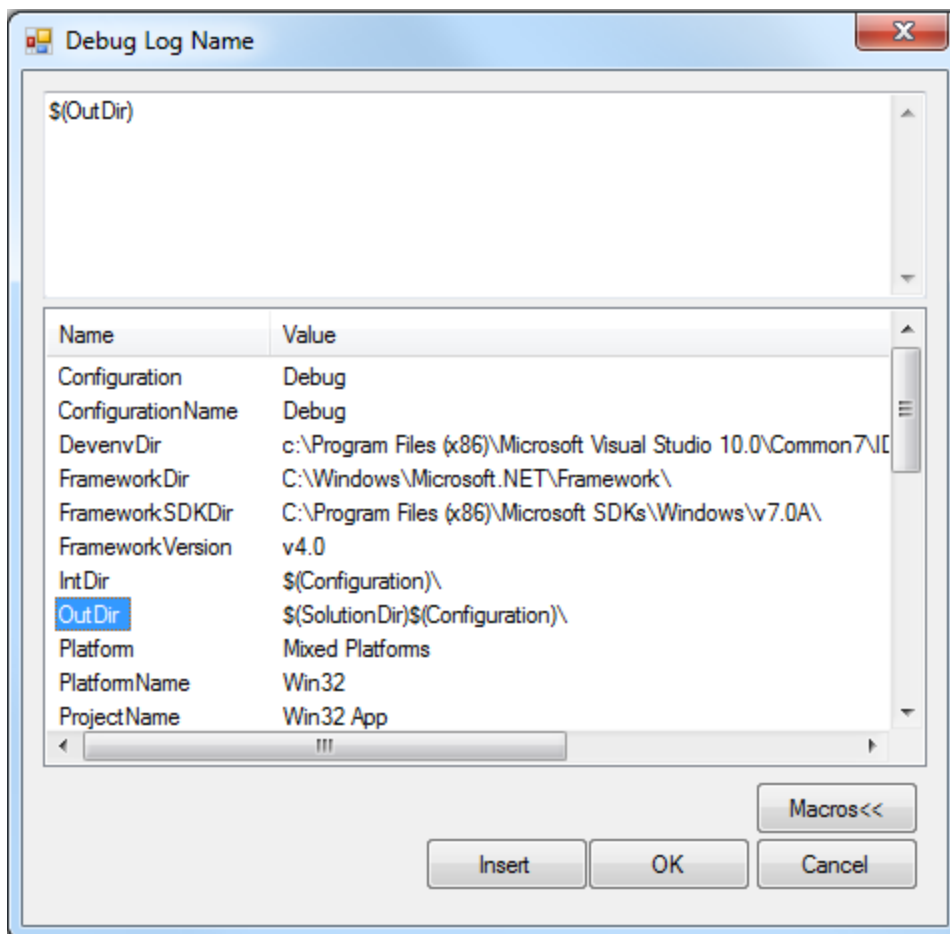 Debug Log Name
$(OutDir)
Name Value
Configuration Debug
ConfigurationName Debug
DevenvDir c:\Program Files (x86)\Microsoft Visual Studio 10.0\Common7\ID
FrameworkDir C:\Windows\Microsoft.NET\Framework\
FrameworkSDKDir C:\Program Files (x86)\Microsoft SDKs\Windows\v7.0A\
FrameworkVersion v4.0
IntDir $(Configuration)\
OutDir $(SolutionDir)$(Configuration)\
Platform Mixed Platforms
PlatformName Win32
ProjectName Win32 App
Macros<<
Insert OK Cancel